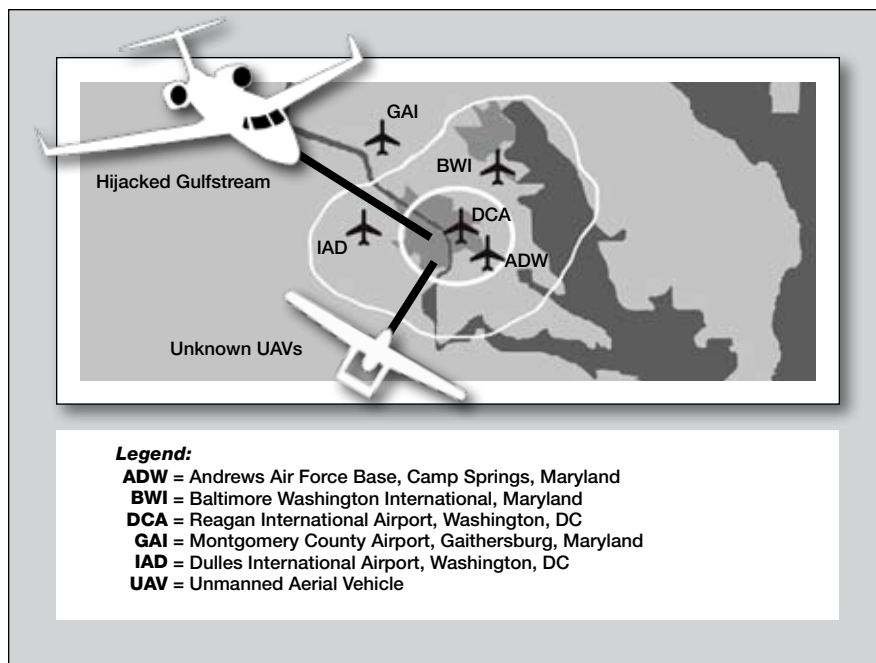 GAI
BWI
Hijacked Gulfstream
DCA
IAD
ADW
Unknown UAVs
Legend:
ADW = Andrews Air Force Base, Camp Springs, Maryland
BWI = Baltimore Washington International, Maryland
DCA = Reagan International Airport, Washington, DC
GAI = Montgomery County Airport, Gaithersburg, Maryland
IAD = Dulles International Airport, Washington, DC
UAV = Unmanned Aerial Vehicle